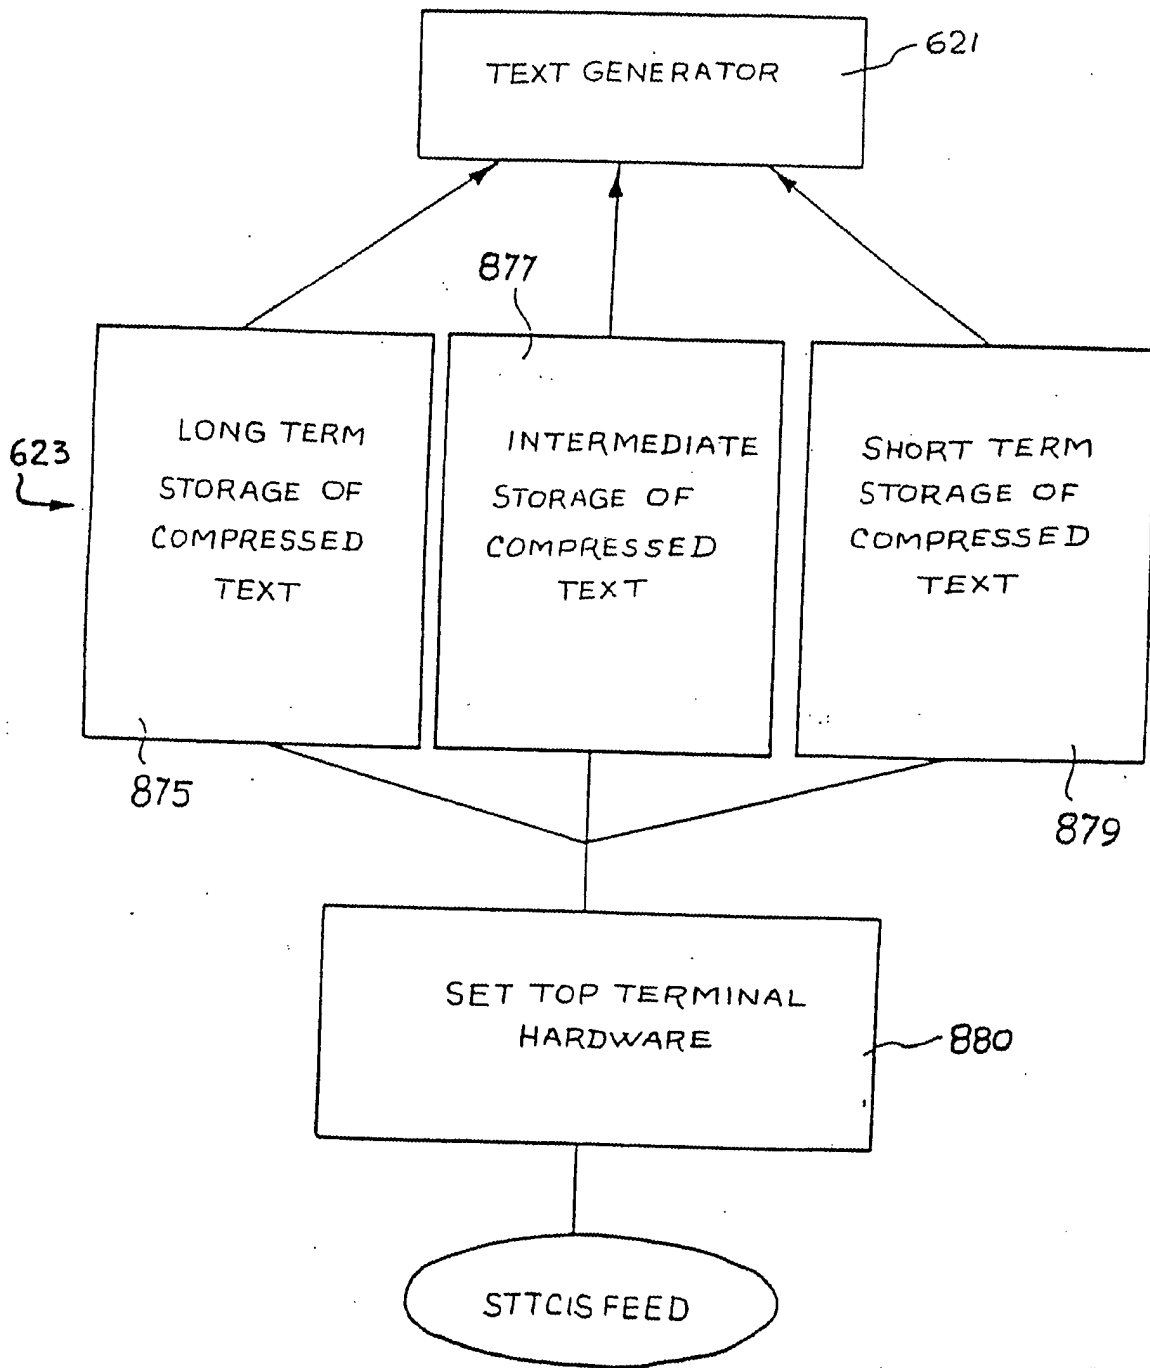 TEXT GENERATOR
621
877
623
LONG TERM
STORAGE OF
COMPRESSED
TEXT
INTERMEDIATE
STORAGE OF
COMPRESSED
TEXT
SHORT TERM
STORAGE OF
COMPRESSED
TEXT
875
879
SET TOP TERMINAL
HARDWARE
880
STTCIS FEED